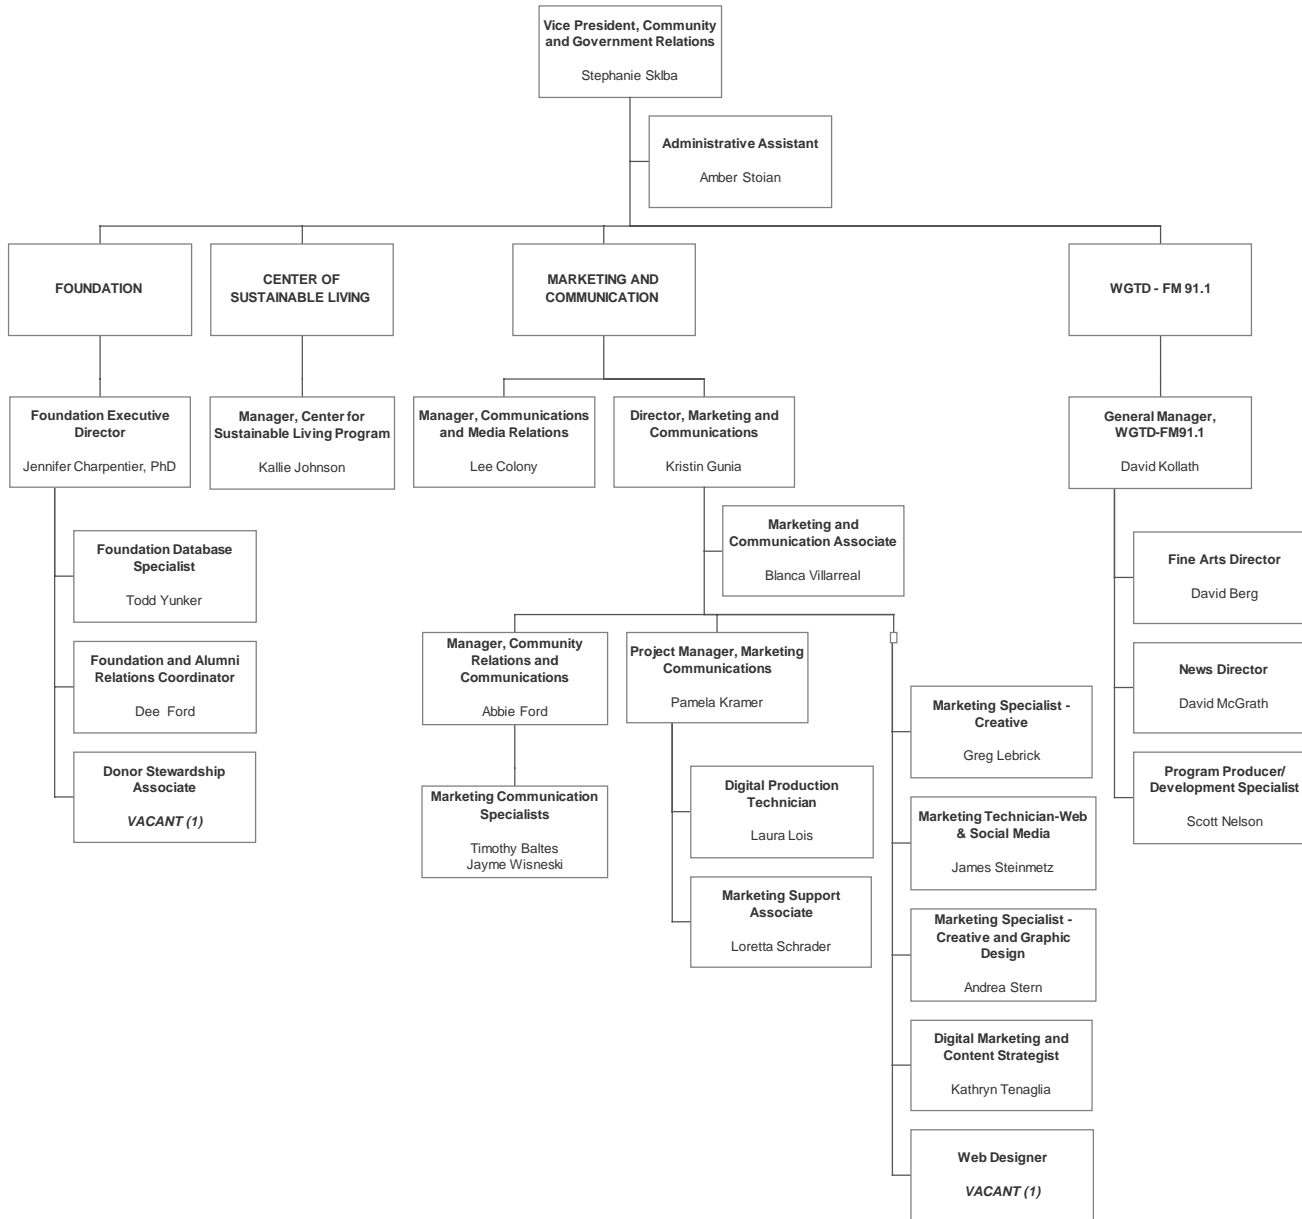 Vice President, Community
and Government Relations
Stephanie Sklba
Administrative Assistant
Amber Stoian
FOUNDATION
CENTER OF
SUSTAINABLE LIVING
MARKETING AND
COMMUNICATION
WGTD - FM 91.1
Foundation Executive
Director
Jennifer Charpentier, PhD
Manager, Center for
Sustainable Living Program
Kallie Johnson
Manager, Communications
and Media Relations
Lee Colony
Director, Marketing and
Communications
Kristin Gunia
General Manager,
WGTD-FM91.1
David Kollath
Foundation Database
Specialist
Todd Yunker
Foundation and Alumni
Relations Coordinator
Dee Ford
Donor Stewardship
Associate
VACANT (1)
Marketing and
Communication Associate
Blanca Villarreal
Manager, Community
Relations and
Communications
Abbie Ford
Marketing Communication
Specialists
Timothy Baltes
Jayme Wisneski
Project Manager, Marketing
Communications
Pamela Kramer
Digital Production
Technician
Laura Lois
Marketing Support
Associate
Loretta Schrader
Marketing Specialist -
Creative
Greg Lebrick
Marketing Technician-Web
& Social Media
James Steinmetz
Marketing Specialist -
Creative and Graphic
Design
Andrea Stern
Digital Marketing and
Content Strategist
Kathryn Tenaglia
Web Designer
VACANT (1)
Fine Arts Director
David Berg
News Director
David McGrath
Program Producer/
Development Specialist
Scott Nelson